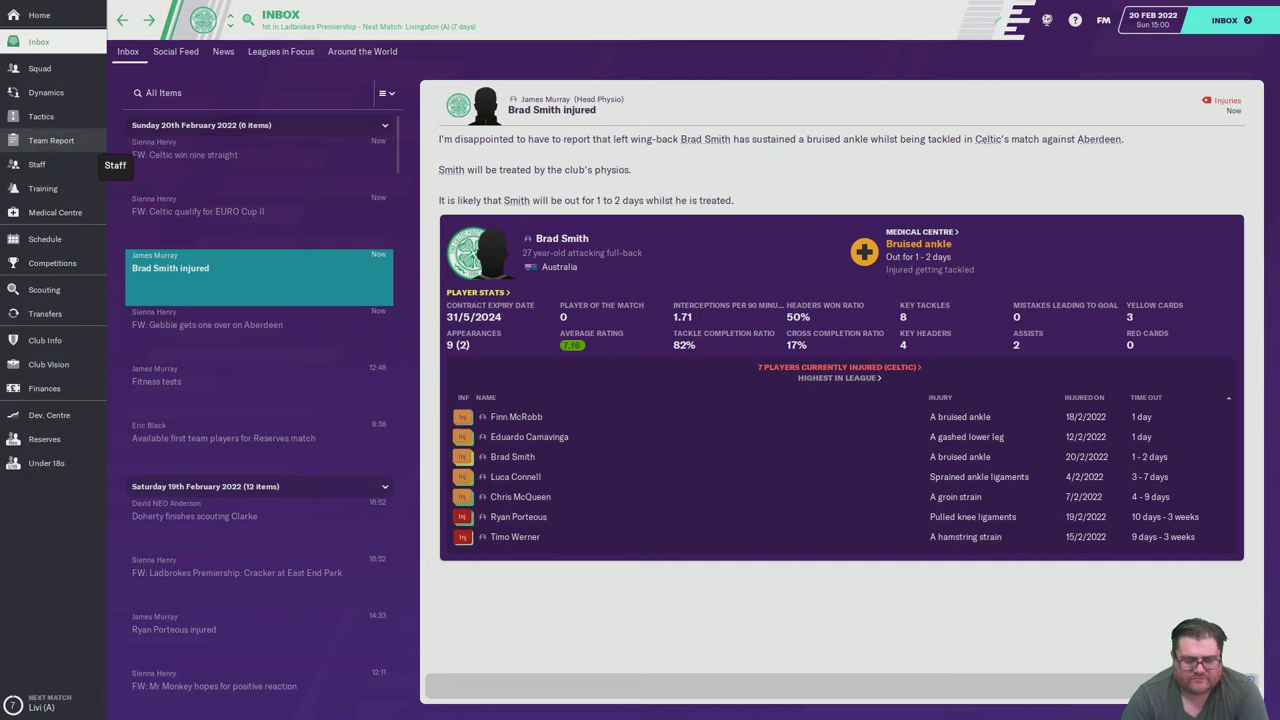 Home
Inbox
Squad
Dynamics
Tactics
Team Report
Staff
Staff
Training
Medical Centre
Schedule
Competitions
Scouting
Transfers
Club Info
Club Vision
Finances
Dev. Centre
Reserves
Under 18s
7
NEXT MATCH
Livi (A)
INBOX
1st in Ladbrokes Premiership - Next Match: Livingston (A) (7 days)
?
FM
20 FEB 2022
Sun 15:00
INBOX
Inbox
Social Feed
News
Leagues in Focus
Around the World
All Items
Sunday 20th February 2022 (6 items)
Sienna Henry
Now
FW: Celtic win nine straight
Sienna Henry
Now
FW: Celtic qualify for EURO Cup II
James Murray
Now
Brad Smith injured
Sienna Henry
Now
FW: Gebbie gets one over on Aberdeen
James Murray
12:48
Fitness tests
Eric Black
8:38
Available first team players for Reserves match
Saturday 19th February 2022 (12 items)
David NEO Anderson
16:52
Doherty finishes scouting Clarke
Sienna Henry
16:52
FW: Ladbrokes Premiership: Cracker at East End Park
James Murray
14:33
Ryan Porteous injured
Sienna Henry
12:11
FW: Mr Monkey hopes for positive reaction
James Murray (Head Physio)
Brad Smith injured
Injuries
Now
I'm disappointed to have to report that left wing-back Brad Smith has sustained a bruised ankle whilst being tackled in Celtic's match against Aberdeen.
Smith will be treated by the club's physios.
It is likely that Smith will be out for 1 to 2 days whilst he is treated.
Brad Smith
27 year-old attacking full-back
Australia
MEDICAL CENTRE
Bruised ankle
Out for 1 - 2 days
Injured getting tackled
PLAYER STATS
CONTRACT EXPIRY DATE PLAYER OF THE MATCH INTERCEPTIONS PER 90 MINU... HEADERS WON RATIO KEY TACKLES MISTAKES LEADING TO GOAL YELLOW CARDS
31/5/2024 0 1.71 50% 8 0 3
APPEARANCES AVERAGE RATING TACKLE COMPLETION RATIO CROSS COMPLETION RATIO KEY HEADERS ASSISTS RED CARDS
9 (2) 7.16 82% 17% 4 2 0
7 PLAYERS CURRENTLY INJURED (CELTIC)
HIGHEST IN LEAGUE
INF NAME INJURY INJURED ON TIME OUT
Inj Finn McRobb A bruised ankle 18/2/2022 1 day
Inj Eduardo Camavinga A gashed lower leg 12/2/2022 1 day
Inj Brad Smith A bruised ankle 20/2/2022 1 - 2 days
Inj Luca Connell Sprained ankle ligaments 4/2/2022 3 - 7 days
Inj Chris McQueen A groin strain 7/2/2022 4 - 9 days
Inj Ryan Porteous Pulled knee ligaments 19/2/2022 10 days - 3 weeks
Inj Timo Werner A hamstring strain 15/2/2022 9 days - 3 weeks